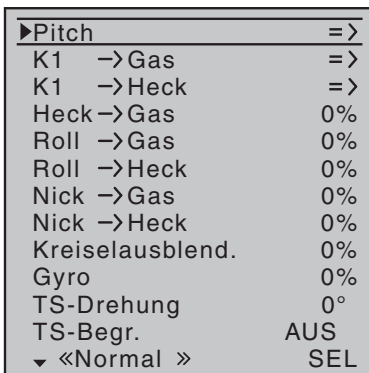 ▶Pitch =>
K1 –>Gas =>
K1 –>Heck =>
Heck–>Gas 0%
Roll –>Gas 0%
Roll –>Heck 0%
Nick –>Gas 0%
Nick –>Heck 0%
Kreiselausblend. 0%
Gyro 0%
TS-Drehung 0°
TS-Begr. AUS
▼ «Normal » SEL